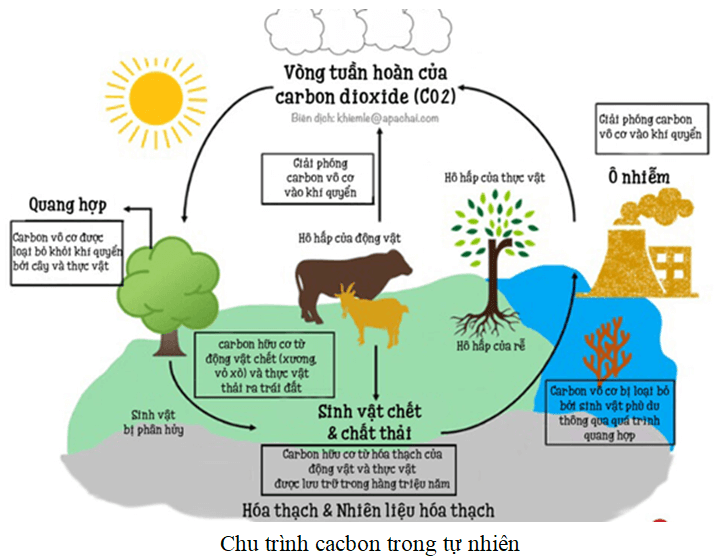 Vòng tuần hoàn của
carbon dioxide (CO2)
Biên dịch: khiemle@apachai.com
Giải phóng carbon
vô cơ vào khí quyển
Ô nhiễm
Giải phóng
carbon vô cơ
vào khí quyển
Hô hấp của thực vật
Quang hợp
Carbon vô cơ được
loại bỏ khỏi khí quyển
bởi cây và thực vật
Hô hấp của động vật
carbon hữu cơ từ
động vật chết (xương,
vỏ xò) và thực vật
thải ra trái đất
Hô hấp của rễ
Carbon vô cơ bị loại bỏ
bởi sinh vật phù du
thông qua quá trình
quang hợp
Sinh vật
bị phân hủy
Sinh vật chết
& chất thải
Carbon hữu cơ từ hóa thạch của
động vật và thực vật
được lưu trữ trong hàng triệu năm
Hóa thạch & Nhiên liệu hóa thạch
Chu trình cacbon trong tự nhiên